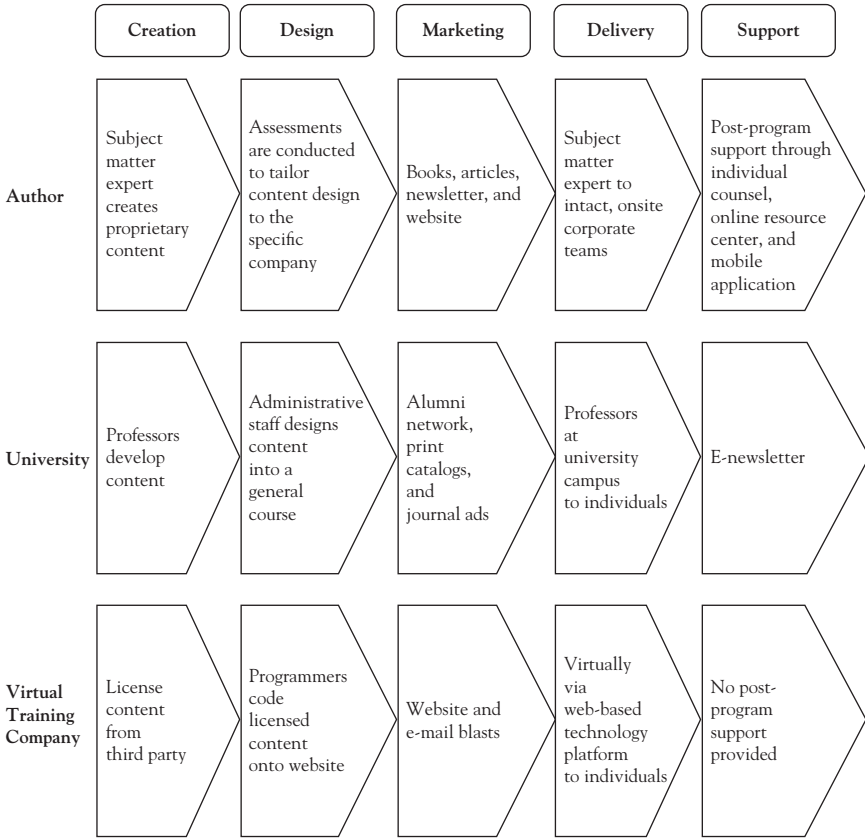 Creation
Design
Marketing
Delivery
Support
Author
Subject
matter
expert
creates
proprietary
content
Assessments
are conducted
to tailor
content design
to the
specific
company
Books, articles,
newsletter, and
website
Subject
matter
expert to
intact, onsite
corporate
teams
Post-program
support through
individual
counsel,
online resource
center, and
mobile
application
University
Professors
develop
content
Administrative
staff designs
content
into a
general
course
Alumni
network,
print
catalogs,
and
journal ads
Professors
at
university
campus
to individuals
E-newsletter
Virtual
Training
Company
License
content
from
third party
Programmers
code
licensed
content
onto website
Website and
e-mail blasts
Virtually
via
web-based
technology
platform
to individuals
No post-
program
support
provided